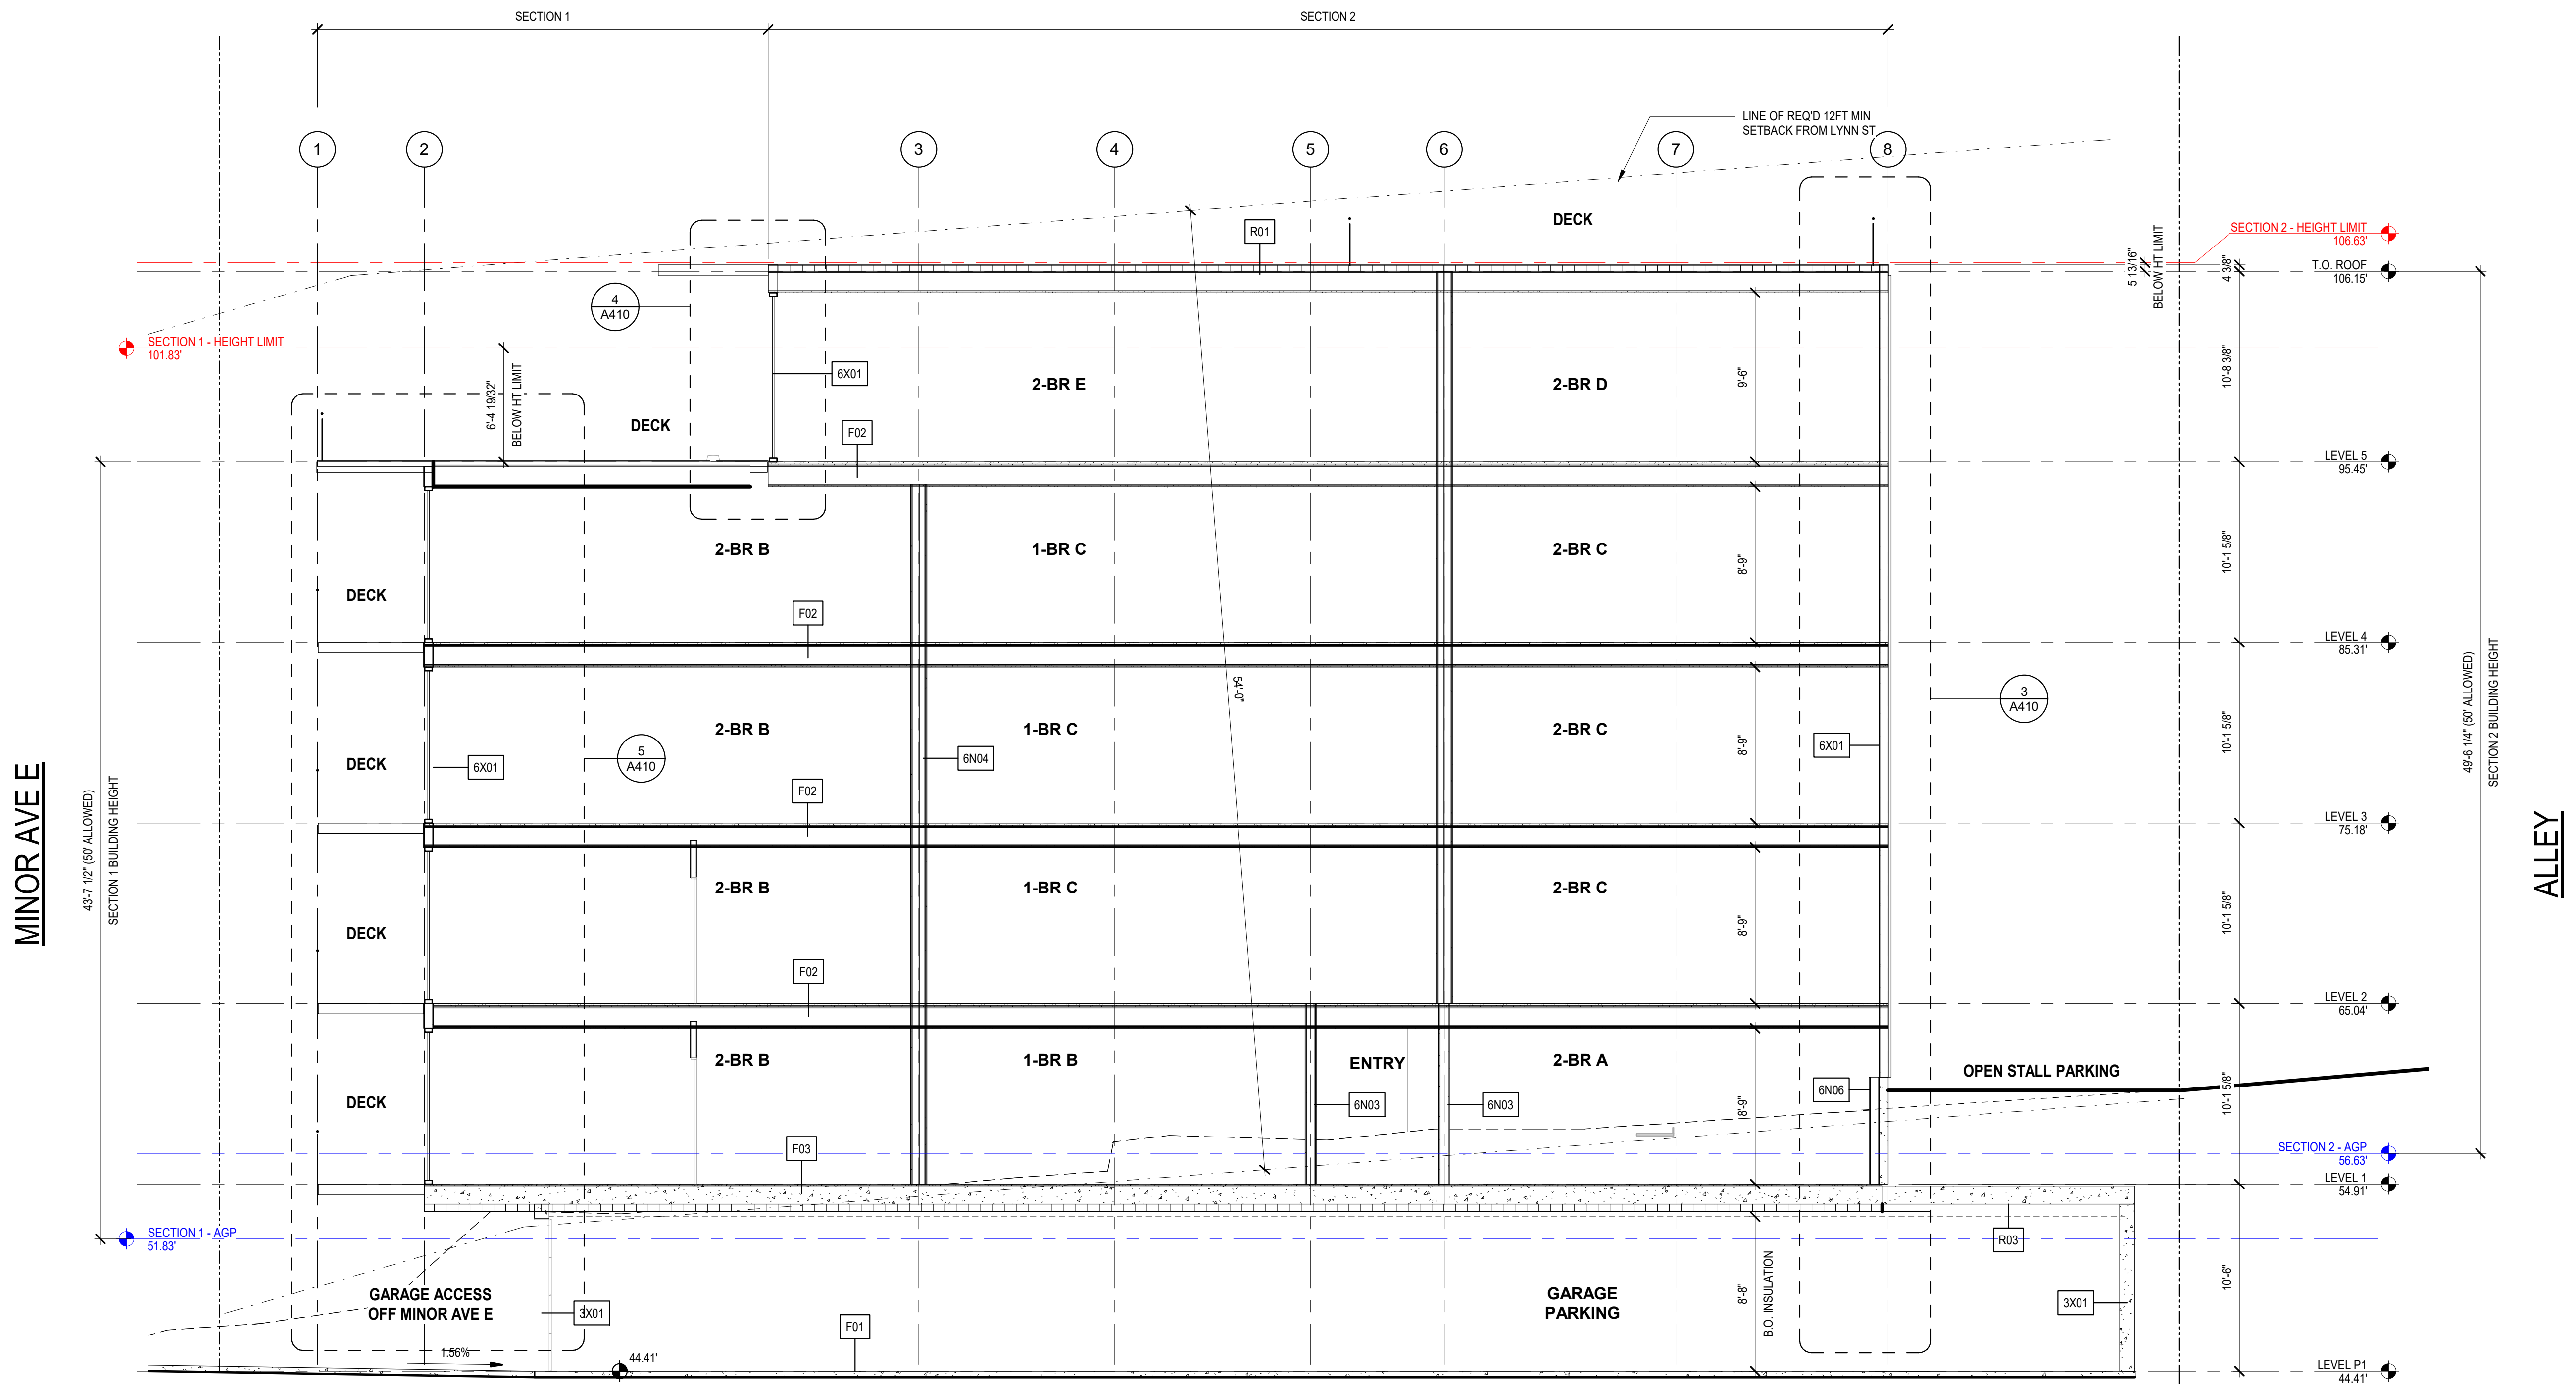 SECTION 1
SECTION 2
LINE OF REQ'D 12FT MIN
SETBACK FROM LYNN ST
1
2
3
4
5
6
7
8
DECK
R01
SECTION 2 - HEIGHT LIMIT
106.63'
T.O. ROOF
106.15'
5 13/16"
BELOW HT LIMIT
4 3/8"
4
A410
SECTION 1 - HEIGHT LIMIT
101.83'
6'-4 19/32"
BELOW HT LIMIT
6X01
2-BR E
2-BR D
9'-6"
10'-8 3/8"
DECK
F02
LEVEL 5
95.45'
2-BR B
1-BR C
2-BR C
8'-9"
10'-1 5/8"
DECK
F02
LEVEL 4
85.31'
54'-0"
3
A410
2-BR B
1-BR C
2-BR C
8'-9"
10'-1 5/8"
DECK
6X01
5
A410
6N04
6X01
F02
49'-6 1/4" (50' ALLOWED)
SECTION 2 BUILDING HEIGHT
LEVEL 3
75.18'
MINOR AVE E
ALLEY
43'-7 1/2" (50' ALLOWED)
SECTION 1 BUILDING HEIGHT
2-BR B
1-BR C
2-BR C
8'-9"
10'-1 5/8"
DECK
F02
LEVEL 2
65.04'
2-BR B
1-BR B
ENTRY
2-BR A
OPEN STALL PARKING
DECK
6N03
6N03
6N06
8'-9"
10'-1 5/8"
F03
SECTION 2 - AGP
56.63'
LEVEL 1
54.91'
SECTION 1 - AGP
51.83'
R03
GARAGE ACCESS
OFF MINOR AVE E
3X01
GARAGE
PARKING
8'-8"
B.O. INSULATION
10'-6"
3X01
F01
1.56%
44.41'
LEVEL P1
44.41'